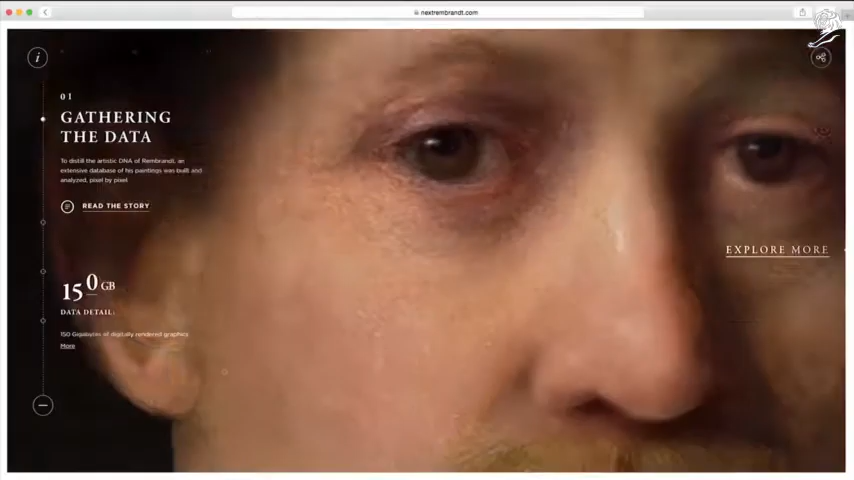 nextrembrandt.com
01
GATHERING
THE DATA
To distill the artistic DNA of Rembrandt, an
extensive database of his paintings was built and
analyzed, pixel by pixel
READ THE STORY
EXPLORE MORE
150 GB
DATA DETAIL:
150 Gigabytes of digitally rendered graphics
More